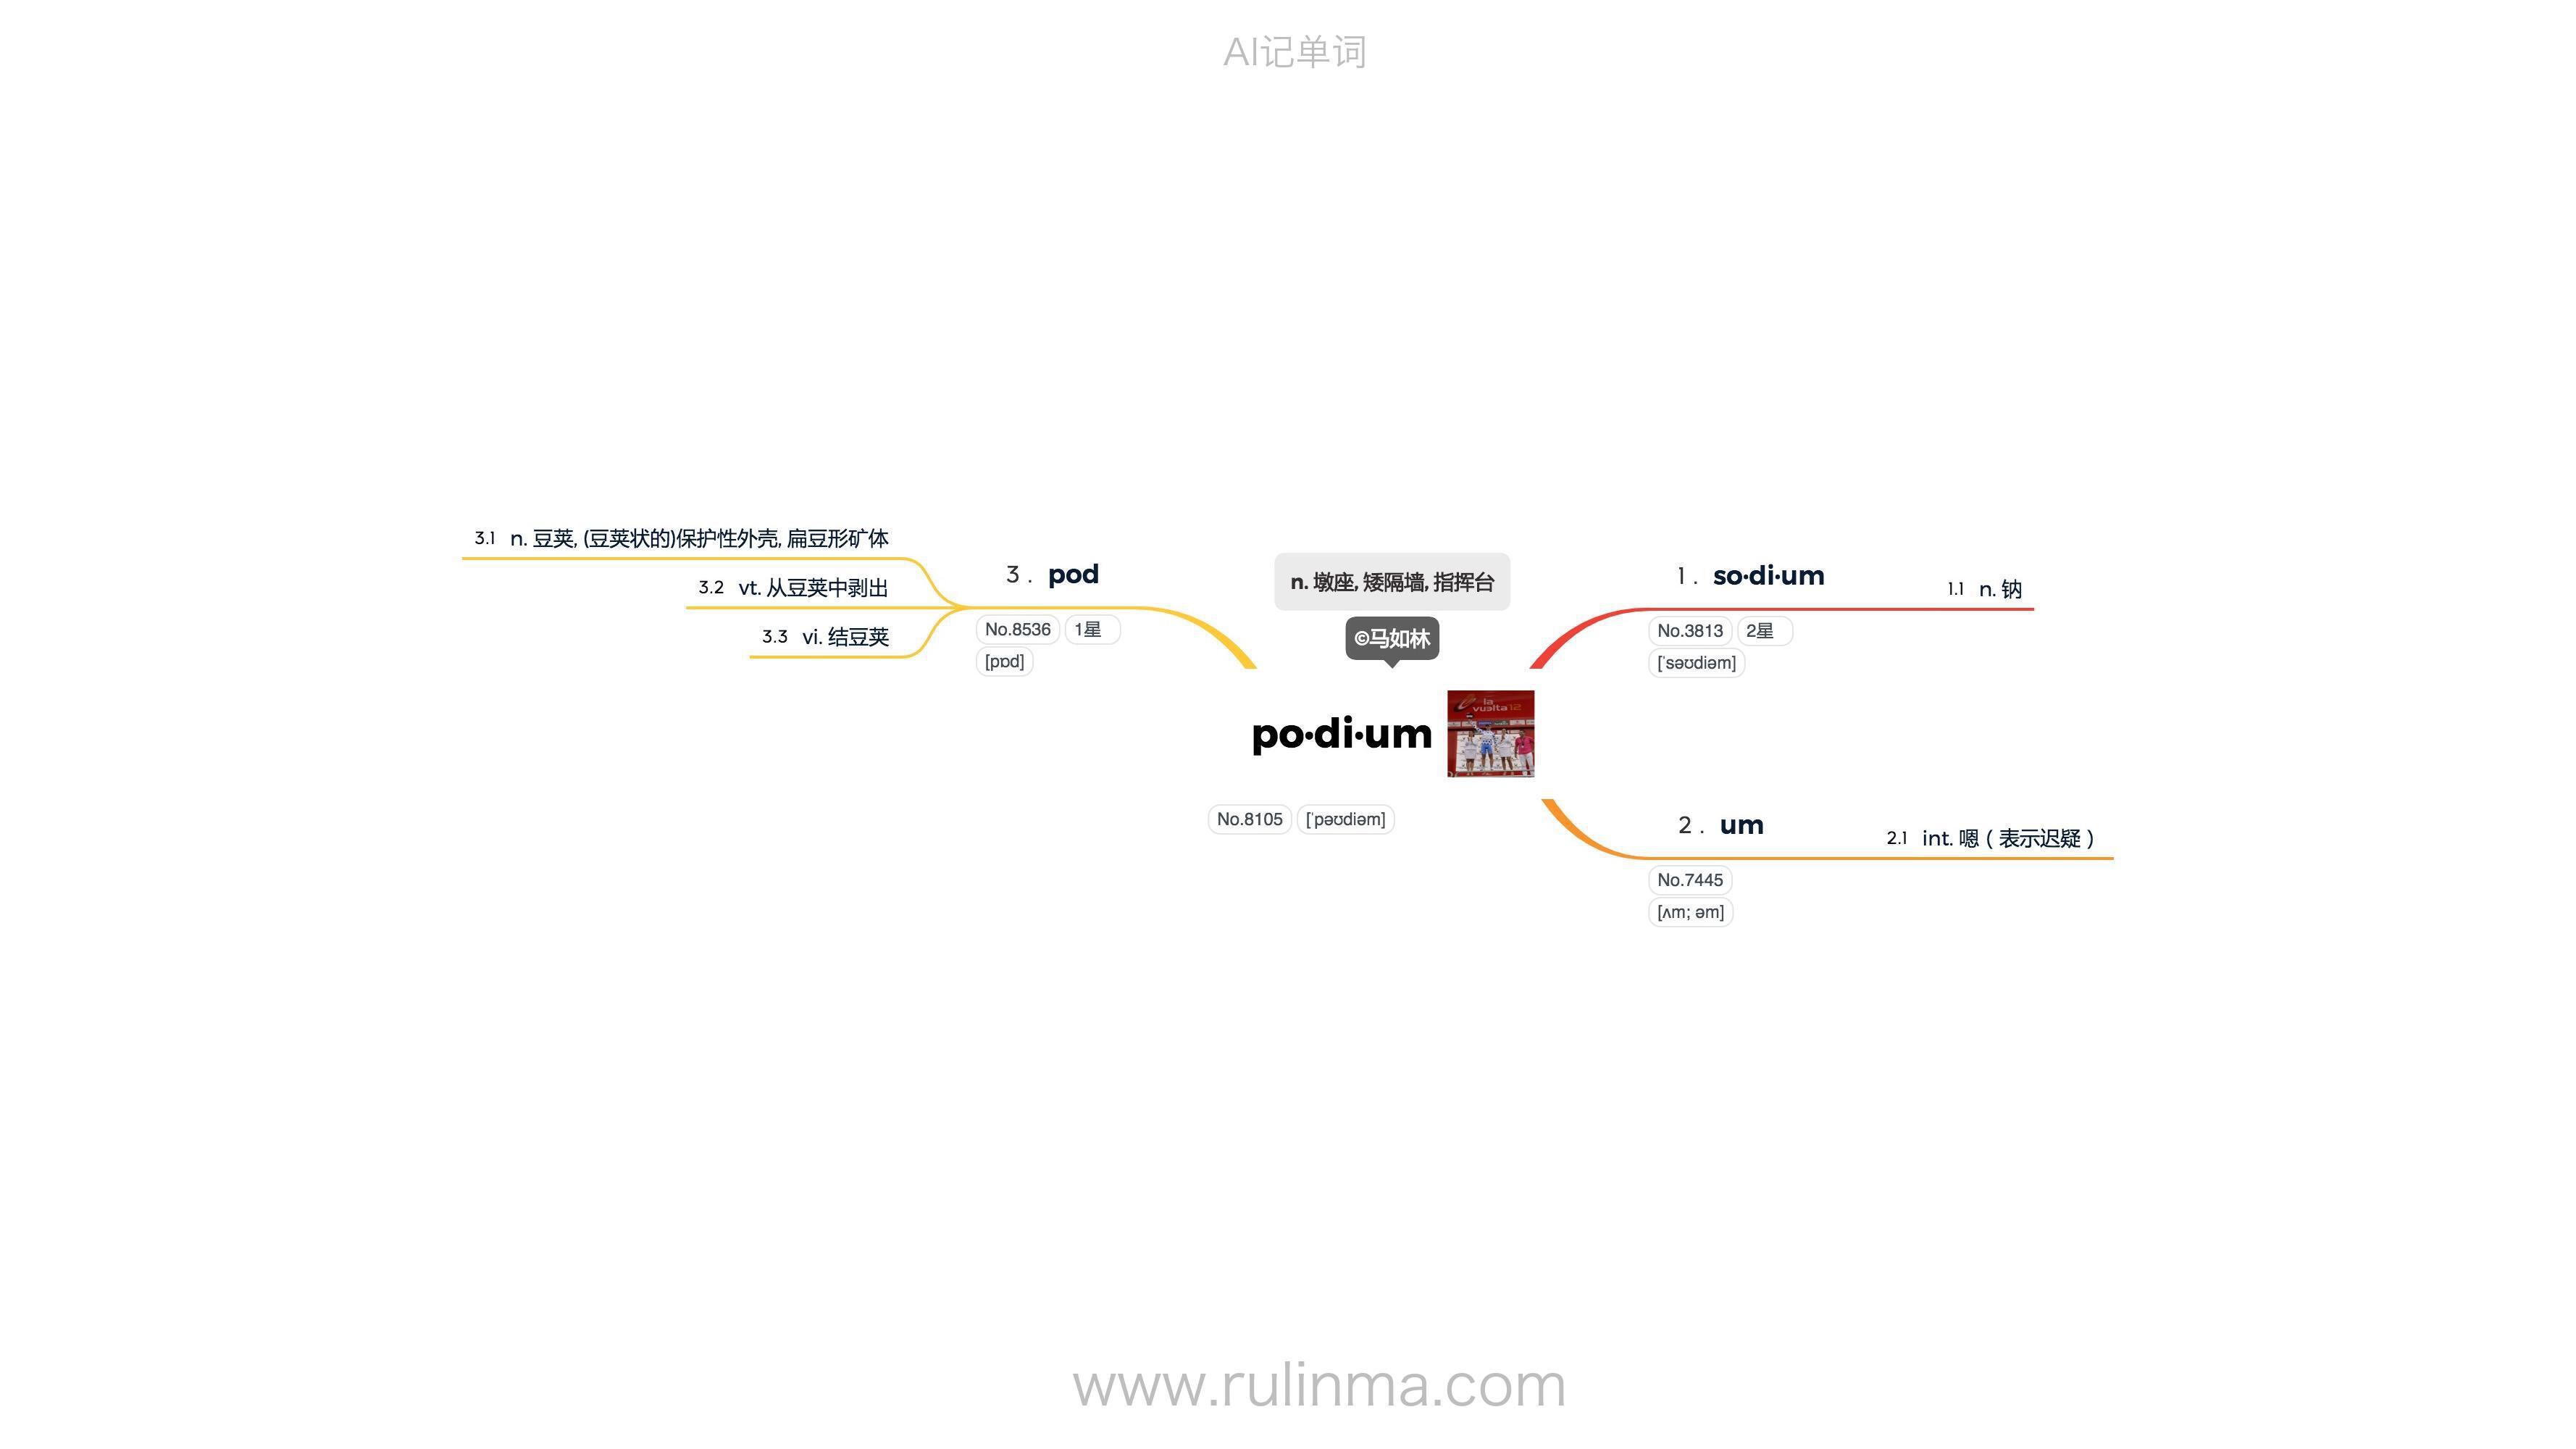 AI记单词
n. 墩座, 矮隔墙, 指挥台
©马如林
po·di·um
la
vuelta 12
No.8105 [ˈpəʊdiəm]
1. so·di·um
No.3813 2星
[ˈsəʊdiəm]
1.1 n. 钠
2. um
No.7445
[ʌm; əm]
2.1 int. 嗯（表示迟疑）
3. pod
No.8536 1星
[pɒd]
3.1 n. 豆荚, (豆荚状的)保护性外壳, 扁豆形矿体
3.2 vt. 从豆荚中剥出
3.3 vi. 结豆荚
www.rulinma.com